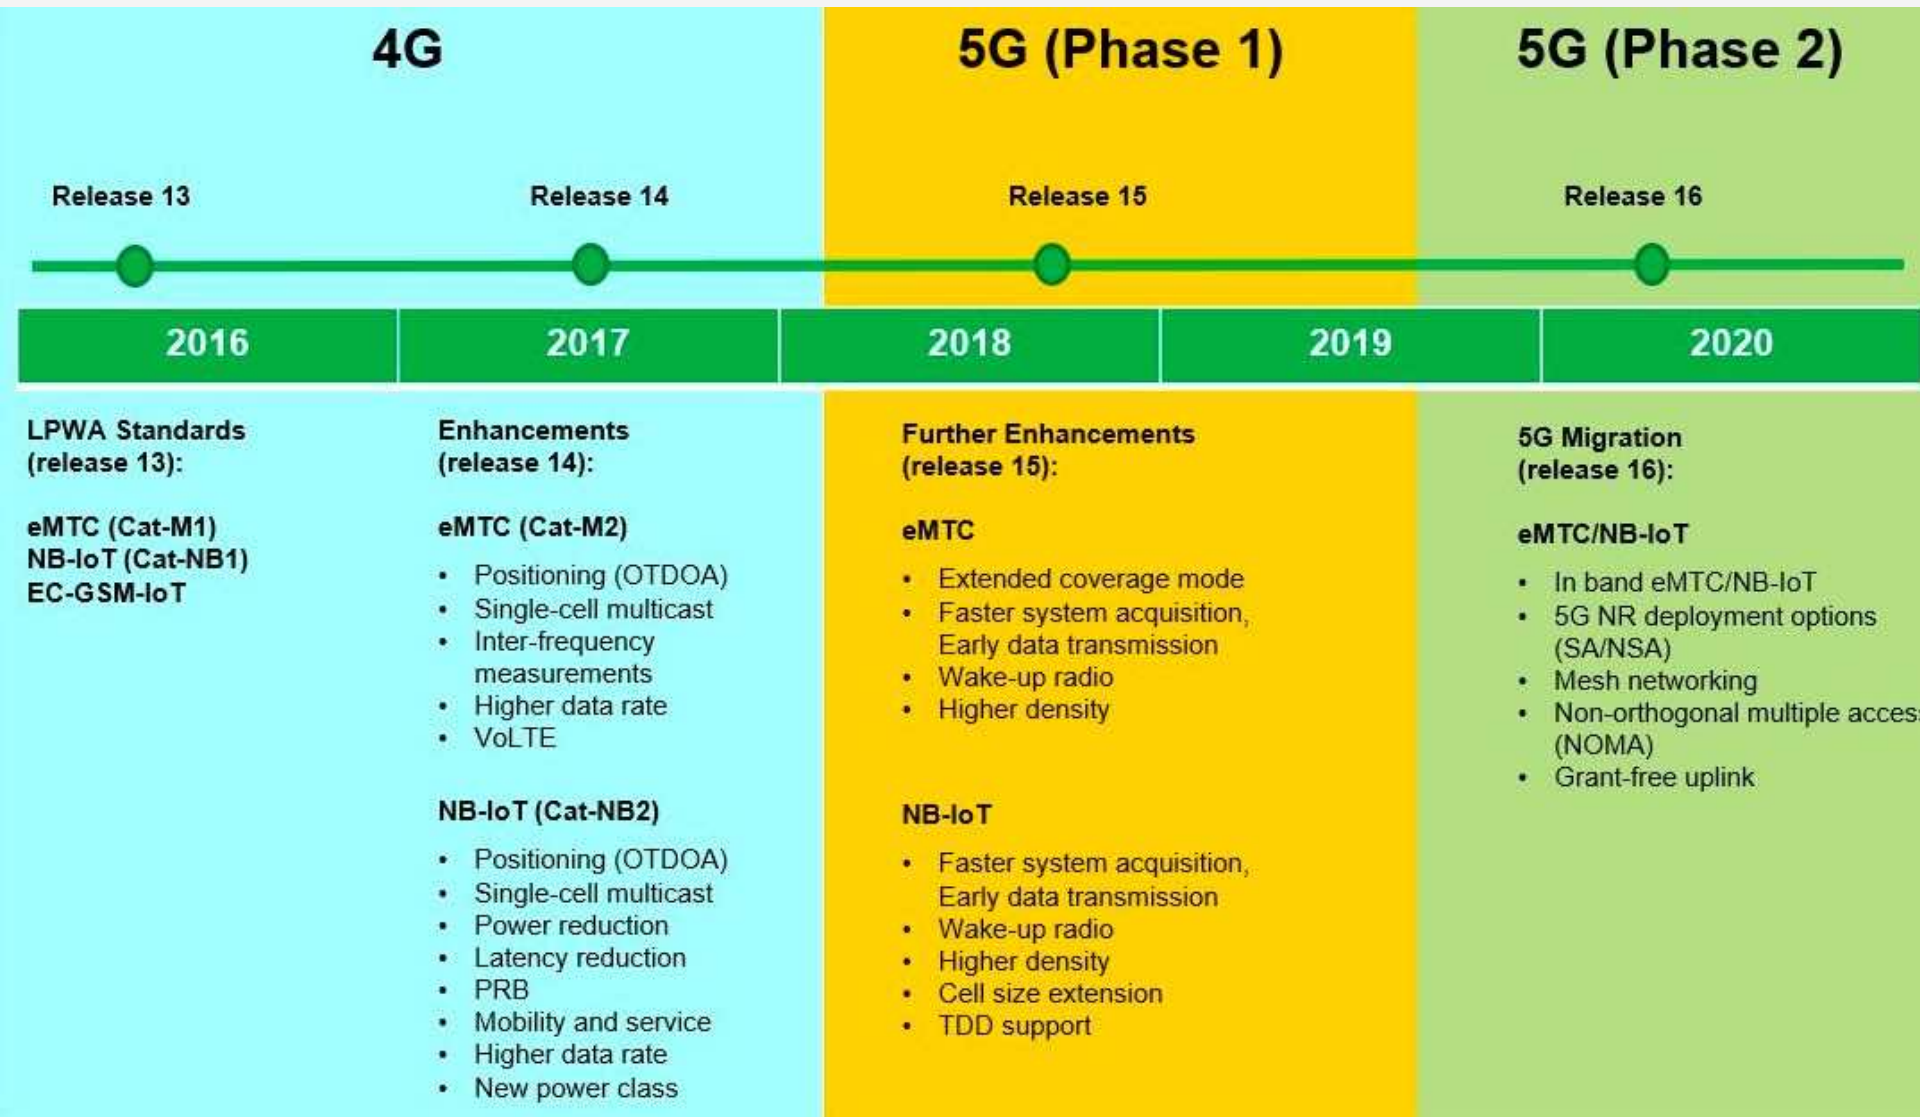 4G
5G (Phase 1)
5G (Phase 2)
Release 13
Release 14
Release 15
Release 16
2016
2017
2018
2019
2020
LPWA Standards
(release 13):
eMTC (Cat-M1)
NB-IoT (Cat-NB1)
EC-GSM-IoT
Enhancements
(release 14):
eMTC (Cat-M2)
• Positioning (OTDOA)
• Single-cell multicast
• Inter-frequency
measurements
• Higher data rate
• VoLTE
NB-IoT (Cat-NB2)
• Positioning (OTDOA)
• Single-cell multicast
• Power reduction
• Latency reduction
• PRB
• Mobility and service
• Higher data rate
• New power class
Further Enhancements
(release 15):
eMTC
• Extended coverage mode
• Faster system acquisition,
Early data transmission
• Wake-up radio
• Higher density
NB-IoT
• Faster system acquisition,
Early data transmission
• Wake-up radio
• Higher density
• Cell size extension
• TDD support
5G Migration
(release 16):
eMTC/NB-IoT
• In band eMTC/NB-IoT
• 5G NR deployment options
(SA/NSA)
• Mesh networking
• Non-orthogonal multiple acces
(NOMA)
• Grant-free uplink